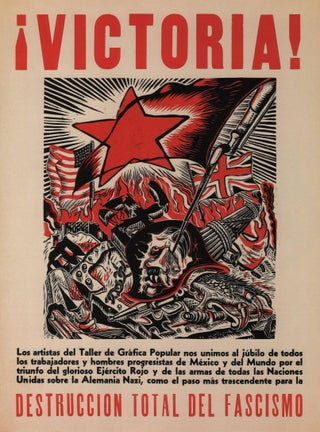 ¡VICTORIA!
Los artistas del Taller de Gráfica Popular nos unimos al júbilo de todos
los trabajadores y hombres progresistas de México y del Mundo por el
triunfo del glorioso Ejército Rojo y de las armas de todas las Naciones
Unidas sobre la Alemania Nazi, como el paso más trascendente para la
DESTRUCCION TOTAL DEL FASCISMO